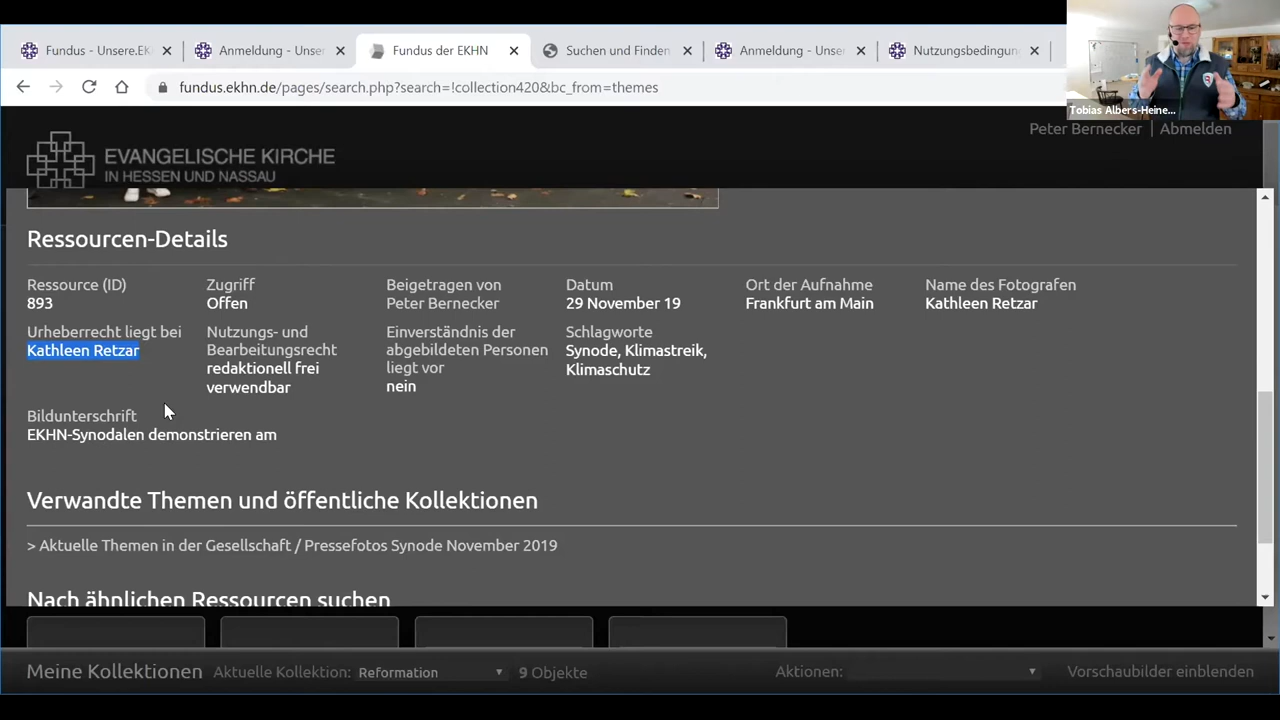 Fundus - Unsere.EK
Anmeldung - Unser
Fundus der EKHN
Suchen und Finden
Anmeldung - Unse
Nutzungsbedingun
fundus.ekhn.de/pages/search.php?search=!collection420&bc_from=themes
Tobias Albers-Heine...
Peter Bernecker | Abmelden
EVANGELISCHE KIRCHE
IN HESSEN UND NASSAU
Ressourcen-Details
Ressource (ID)
893
Zugriff
Offen
Beigetragen von
Peter Bernecker
Datum
29 November 19
Ort der Aufnahme
Frankfurt am Main
Name des Fotografen
Kathleen Retzar
Urheberrecht liegt bei
Kathleen Retzar
Nutzungs- und
Bearbeitungsrecht
redaktionell frei
verwendbar
Einverständnis der
abgebildeten Personen
liegt vor
nein
Schlagworte
Synode, Klimastreik,
Klimaschutz
Bildunterschrift
EKHN-Synodalen demonstrieren am
Verwandte Themen und öffentliche Kollektionen
> Aktuelle Themen in der Gesellschaft / Pressefotos Synode November 2019
Nach ähnlichen Ressourcen suchen
Meine Kollektionen
Aktuelle Kollektion: Reformation
9 Objekte
Aktionen:
Vorschaubilder einblenden